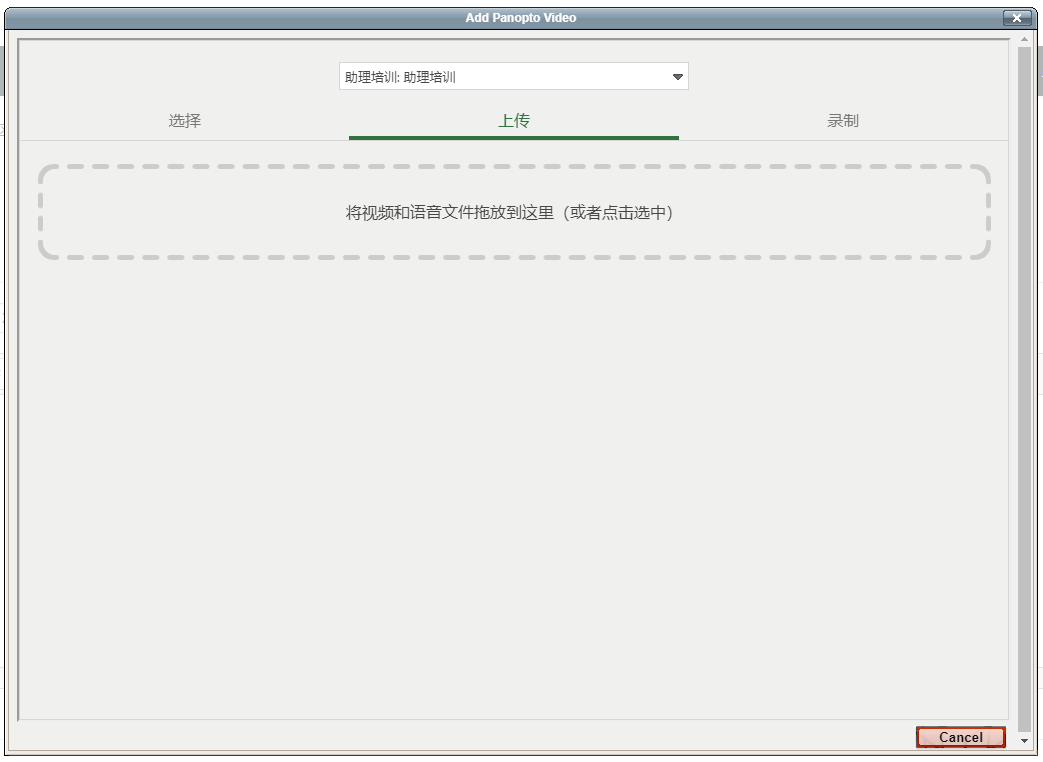 Add Panopto Video
助理培训: 助理培训
选择
上传
录制
将视频和语音文件拖放到这里（或者点击选中）
Cancel